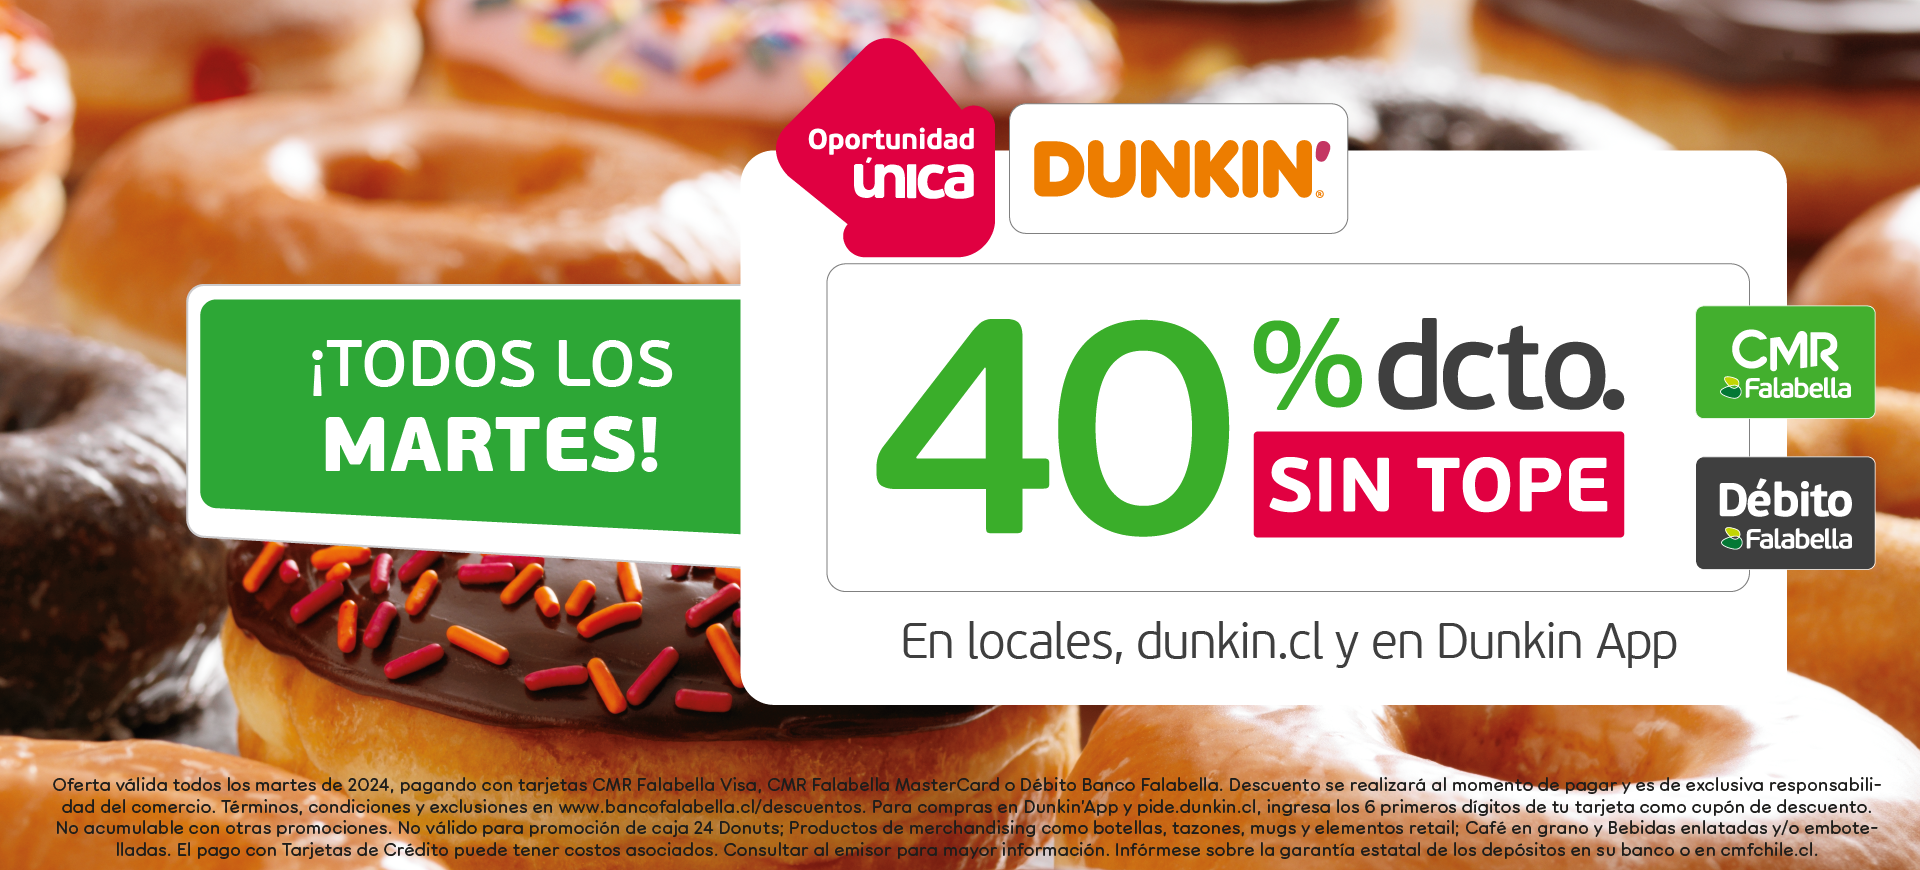 Oportunidad
única
DUNKIN'®
¡TODOS LOS
MARTES!
40% dcto.
SIN TOPE
CMR
Falabella
Débito
Falabella
En locales, dunkin.cl y en Dunkin App
Oferta válida todos los martes de 2024, pagando con tarjetas CMR Falabella Visa, CMR Falabella MasterCard o Débito Banco Falabella. Descuento se realizará al momento de pagar y es de exclusiva responsabili-
dad del comercio. Términos, condiciones y exclusiones en www.bancofalabella.cl/descuentos. Para compras en Dunkin'App y pide.dunkin.cl, ingresa los 6 primeros dígitos de tu tarjeta como cupón de descuento.
No acumulable con otras promociones. No válido para promoción de caja 24 Donuts; Productos de merchandising como botellas, tazones, mugs y elementos retail; Café en grano y Bebidas enlatadas y/o embote-
lladas. El pago con Tarjetas de Crédito puede tener costos asociados. Consultar al emisor para mayor información. Infórmese sobre la garantía estatal de los depósitos en su banco o en cmfchile.cl.